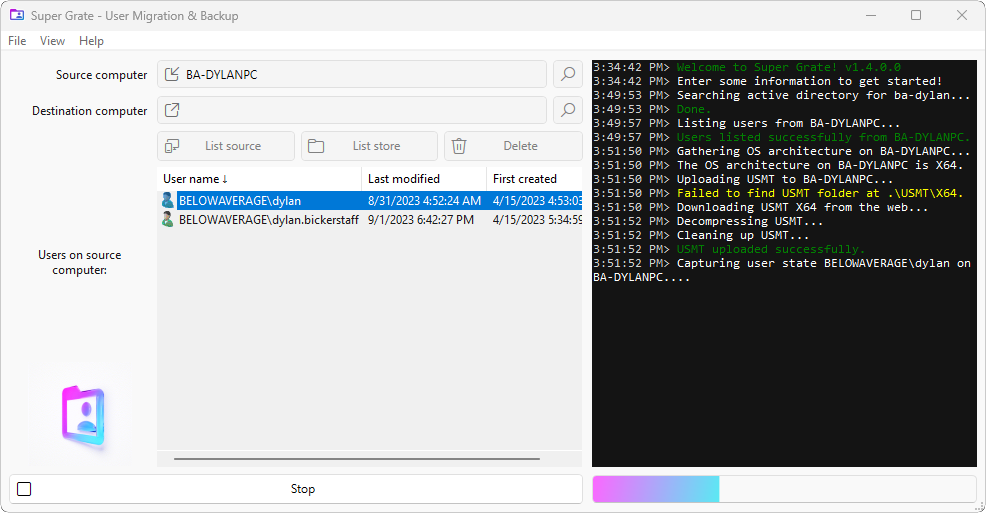 Super Grate - User Migration & Backup
File View Help
Source computer BA-DYLANPC
Destination computer
List source List store Delete
User name ↓ Last modified First created
BELOWAVERAGE\dylan 8/31/2023 4:52:24 AM 4/15/2023 4:53:03
BELOWAVERAGE\dylan.bickerstaff 9/1/2023 6:42:27 PM 4/15/2023 5:34:59
Users on source
computer:
Stop
3:34:42 PM> Welcome to Super Grate! v1.4.0.0
3:34:42 PM> Enter some information to get started!
3:49:53 PM> Searching active directory for ba-dylan...
3:49:53 PM> Done.
3:49:57 PM> Listing users from BA-DYLANPC...
3:49:57 PM> Users listed successfully from BA-DYLANPC.
3:51:50 PM> Gathering OS architecture on BA-DYLANPC...
3:51:50 PM> The OS architecture on BA-DYLANPC is X64.
3:51:50 PM> Uploading USMT to BA-DYLANPC...
3:51:50 PM> Failed to find USMT folder at .\USMT\X64.
3:51:50 PM> Downloading USMT X64 from the web...
3:51:52 PM> Decompressing USMT...
3:51:52 PM> Cleaning up USMT...
3:51:52 PM> USMT uploaded successfully.
3:51:52 PM> Capturing user state BELOWAVERAGE\dylan on
BA-DYLANPC....